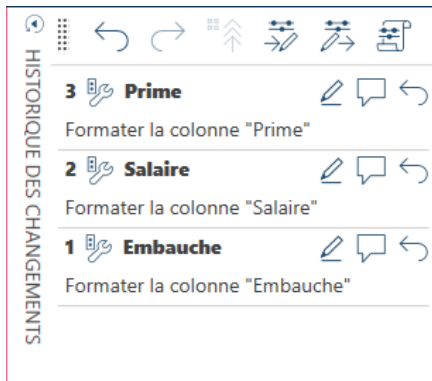 HISTORIQUE DES CHANGEMENTS
3 Prime
Formater la colonne "Prime"
2 Salaire
Formater la colonne "Salaire"
1 Embauche
Formater la colonne "Embauche"